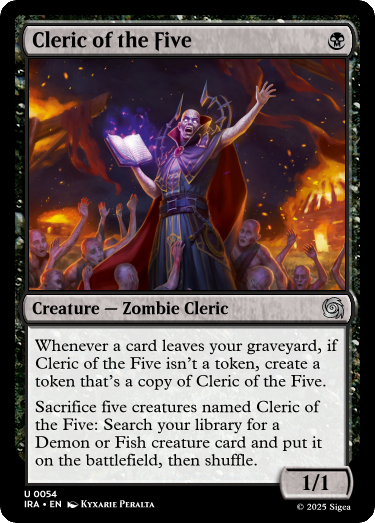 Cleric of the Five
Creature — Zombie Cleric
Whenever a card leaves your graveyard, if
Cleric of the Five isn't a token, create a
token that's a copy of Cleric of the Five.
Sacrifice five creatures named Cleric of
the Five: Search your library for a
Demon or Fish creature card and put it
on the battlefield, then shuffle.
1/1
U 0054
IRA • EN Kyxarie Peralta
© 2025 Sigea